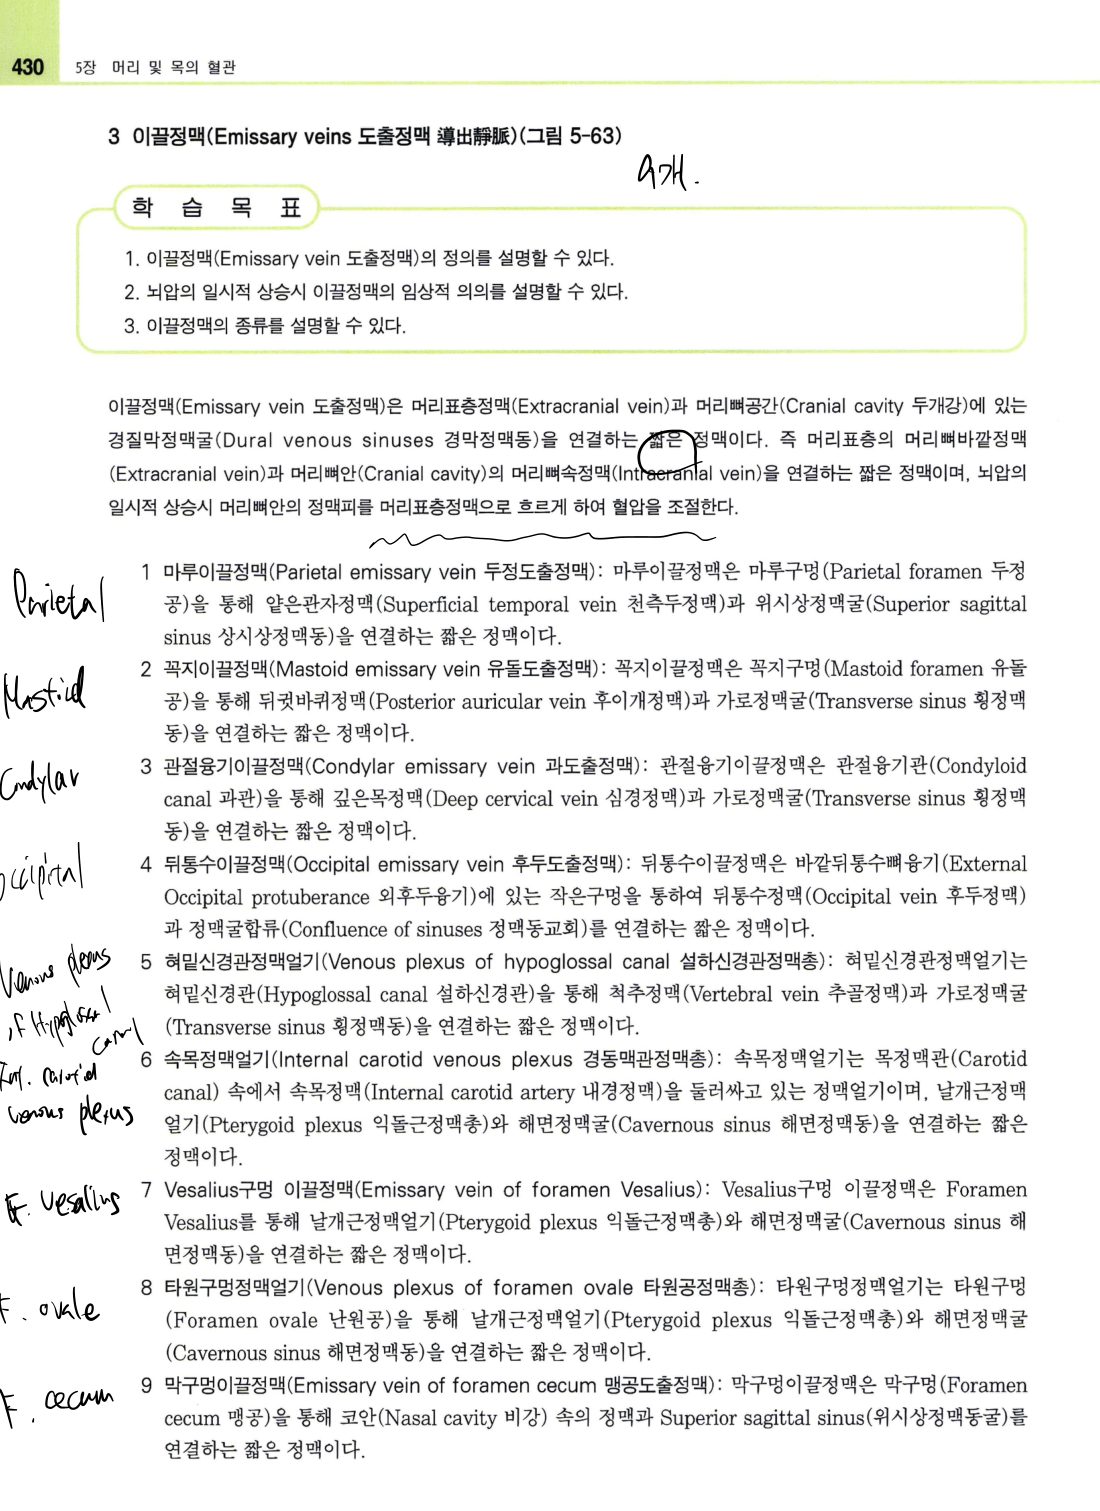 430 5장 머리 및 목의 혈관
3 이끌정맥(Emissary veins 도출정맥 導出靜脈)(그림 5-63)
9개.
학 습 목 표
1. 이끌정맥(Emissary vein 도출정맥)의 정의를 설명할 수 있다.
2. 뇌압의 일시적 상승시 이끌정맥의 임상적 의의를 설명할 수 있다.
3. 이끌정맥의 종류를 설명할 수 있다.
이끌정맥(Emissary vein 도출정맥)은 머리표층정맥(Extracranial vein)과 머리뼈공간(Cranial cavity 두개강)에 있는
경질막정맥굴(Dural venous sinuses 경막정맥동)을 연결하는 짧은 정맥이다. 즉 머리표층의 머리뼈바깥정맥
(Extracranial vein)과 머리뼈안(Cranial cavity)의 머리뼈속정맥(Intracranial vein)을 연결하는 짧은 정맥이며, 뇌압의
일시적 상승시 머리뼈안의 정맥피를 머리표층정맥으로 흐르게 하여 혈압을 조절한다.
1 마루이끌정맥(Parietal emissary vein 두정도출정맥): 마루이끌정맥은 마루구멍(Parietal foramen 두정
Parietal
공)을 통해 얕은관자정맥(Superficial temporal vein 천측두정맥)과 위시상정맥굴(Superior sagittal
sinus 상시상정맥동)을 연결하는 짧은 정맥이다.
2 꼭지이끌정맥(Mastoid emissary vein 유돌도출정맥): 꼭지이끌정맥은 꼭지구멍(Mastoid foramen 유돌
Mastoid
공)을 통해 뒤귓바퀴정맥(Posterior auricular vein 후이개정맥)과 가로정맥굴(Transverse sinus 횡정맥
동)을 연결하는 짧은 정맥이다.
3 관절융기이끌정맥(Condylar emissary vein 과도출정맥): 관절융기이끌정맥은 관절융기관(Condyloid
Condylar
canal 과관)을 통해 깊은목정맥(Deep cervical vein 심경정맥)과 가로정맥굴(Transverse sinus 횡정맥
동)을 연결하는 짧은 정맥이다.
4 뒤통수이끌정맥(Occipital emissary vein 후두도출정맥): 뒤통수이끌정맥은 바깥뒤통수뼈융기(External
occipital
Occipital protuberance 외후두융기)에 있는 작은구멍을 통하여 뒤통수정맥(Occipital vein 후두정맥)
과 정맥굴합류(Confluence of sinuses 정맥동교회)를 연결하는 짧은 정맥이다.
5 혀밑신경관정맥얼기(Venous plexus of hypoglossal canal 설하신경관정맥총): 혀밑신경관정맥얼기는
Venous plexus
혀밑신경관(Hypoglossal canal 설하신경관)을 통해 척추정맥(Vertebral vein 추골정맥)과 가로정맥굴
of Hypoglossal
(Transverse sinus 횡정맥동)을 연결하는 짧은 정맥이다.
canal
6 속목정맥얼기(Internal carotid venous plexus 경동맥관정맥총): 속목정맥얼기는 목정맥관(Carotid
Int. carotid
canal) 속에서 속목정맥(Internal carotid artery 내경정맥)을 둘러싸고 있는 정맥얼기이며, 날개근정맥
venous plexus
얼기(Pterygoid plexus 익돌근정맥총)와 해면정맥굴(Cavernous sinus 해면정맥동)을 연결하는 짧은
정맥이다.
7 Vesalius구멍 이끌정맥(Emissary vein of foramen Vesalius): Vesalius구멍 이끌정맥은 Foramen
F. Vesalius
Vesalius를 통해 날개근정맥얼기(Pterygoid plexus 익돌근정맥총)와 해면정맥굴(Cavernous sinus 해
면정맥동)을 연결하는 짧은 정맥이다.
8 타원구멍정맥얼기(Venous plexus of foramen ovale 타원공정맥총): 타원구멍정맥얼기는 타원구멍
F. ovale
(Foramen ovale 난원공)을 통해 날개근정맥얼기(Pterygoid plexus 익돌근정맥총)와 해면정맥굴
(Cavernous sinus 해면정맥동)을 연결하는 짧은 정맥이다.
9 막구멍이끌정맥(Emissary vein of foramen cecum 맹공도출정맥): 막구멍이끌정맥은 막구멍(Foramen
F. cecum
cecum 맹공)을 통해 코안(Nasal cavity 비강) 속의 정맥과 Superior sagittal sinus(위시상정맥동굴)를
연결하는 짧은 정맥이다.